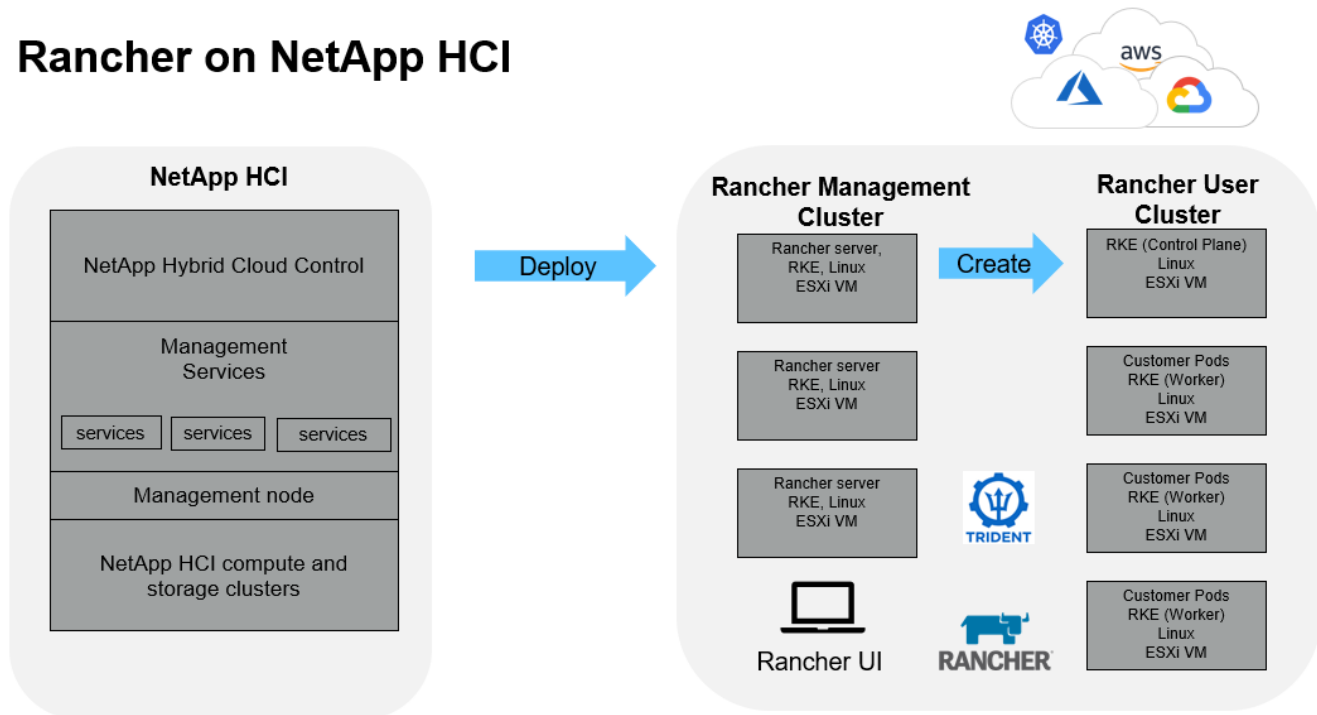 Rancher on NetApp HCI
aws
NetApp HCI
NetApp Hybrid Cloud Control
Management
Services
services
services
services
Management node
NetApp HCI compute and
storage clusters
Deploy
Rancher Management
Cluster
Rancher server,
RKE, Linux
ESXi VM
Rancher server
RKE, Linux
ESXi VM
Rancher server
RKE, Linux
ESXi VM
Rancher UI
Create
TRIDENT
RANCHER
Rancher User
Cluster
RKE (Control Plane)
Linux
ESXi VM
Customer Pods
RKE (Worker)
Linux
ESXi VM
Customer Pods
RKE (Worker)
Linux
ESXi VM
Customer Pods
RKE (Worker)
Linux
ESXi VM